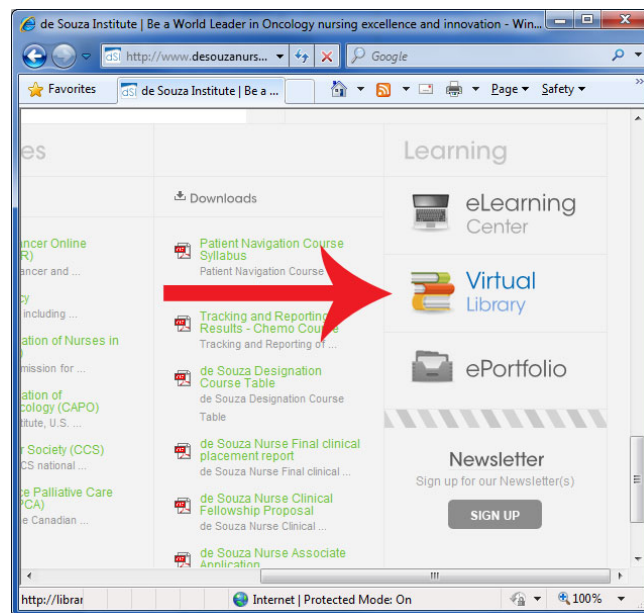 de Souza Institute | Be a World Leader in Oncology nursing excellence and innovation - Win...
dSI http://www.desouzanurs...
Google
Favorites
dSI de Souza Institute | Be a ...
Page
Safety
»
es
ancer Online
R)
ancer and ...
cy
including ...
ation of Nurses in
mission for ...
ation of
cology (CAPO)
titute, U.S. ...
r Society (CCS)
CS national ...
ce Palliative Care
PCA)
e Canadian ...
Downloads
Patient Navigation Course
Syllabus
Patient Navigation Course
Tracking and Reporting
Results - Chemo Course
Tracking and Reporting of ...
de Souza Designation
Course Table
de Souza Designation Course
Table
de Souza Nurse Final clinical
placement report
de Souza Nurse Final clinical ...
de Souza Nurse Clinical
Fellowship Proposal
de Souza Nurse Clinical ...
de Souza Nurse Associate
Application
Learning
eLearning
Center
Virtual
Library
ePortfolio
Newsletter
Sign up for our Newsletter(s)
SIGN UP
http://librar
Internet | Protected Mode: On
100%